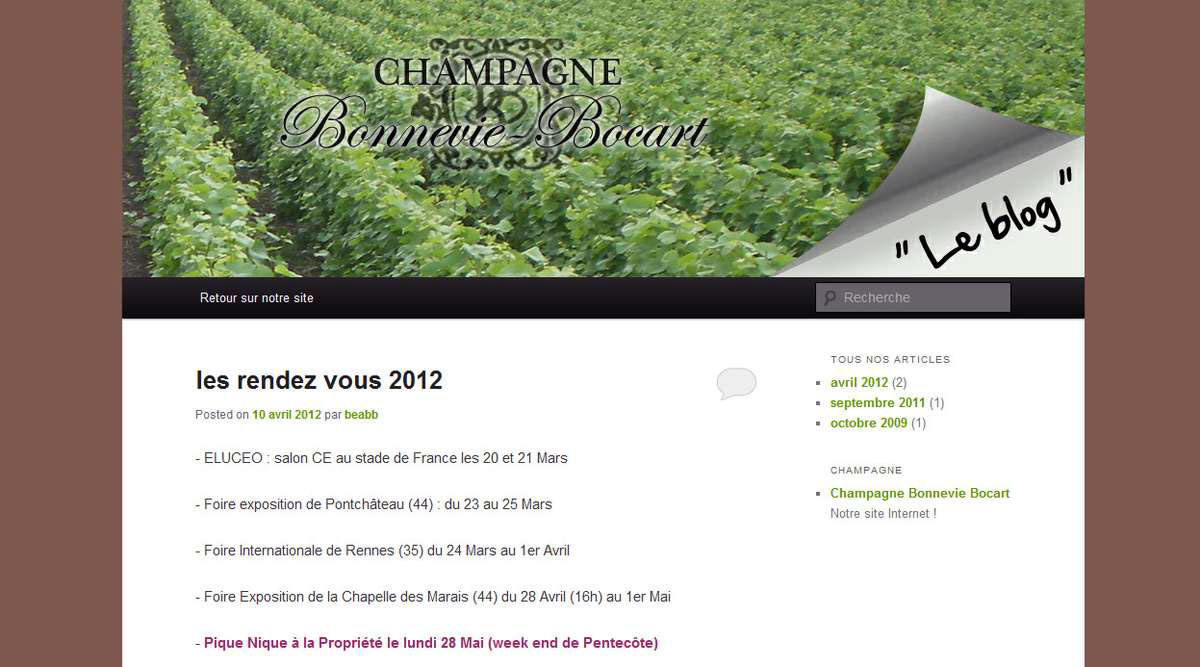 CHAMPAGNE
Bonnevie-Bocart
" Le blog "
Retour sur notre site
Recherche
les rendez vous 2012
Posted on 10 avril 2012 par beabb
- ELUCEO : salon CE au stade de France les 20 et 21 Mars
- Foire exposition de Pontchâteau (44) : du 23 au 25 Mars
- Foire Internationale de Rennes (35) du 24 Mars au 1er Avril
- Foire Exposition de la Chapelle des Marais (44) du 28 Avril (16h) au 1er Mai
- Pique Nique à la Propriété le lundi 28 Mai (week end de Pentecôte)
TOUS NOS ARTICLES
avril 2012 (2)
septembre 2011 (1)
octobre 2009 (1)
CHAMPAGNE
Champagne Bonnevie Bocart
Notre site Internet !